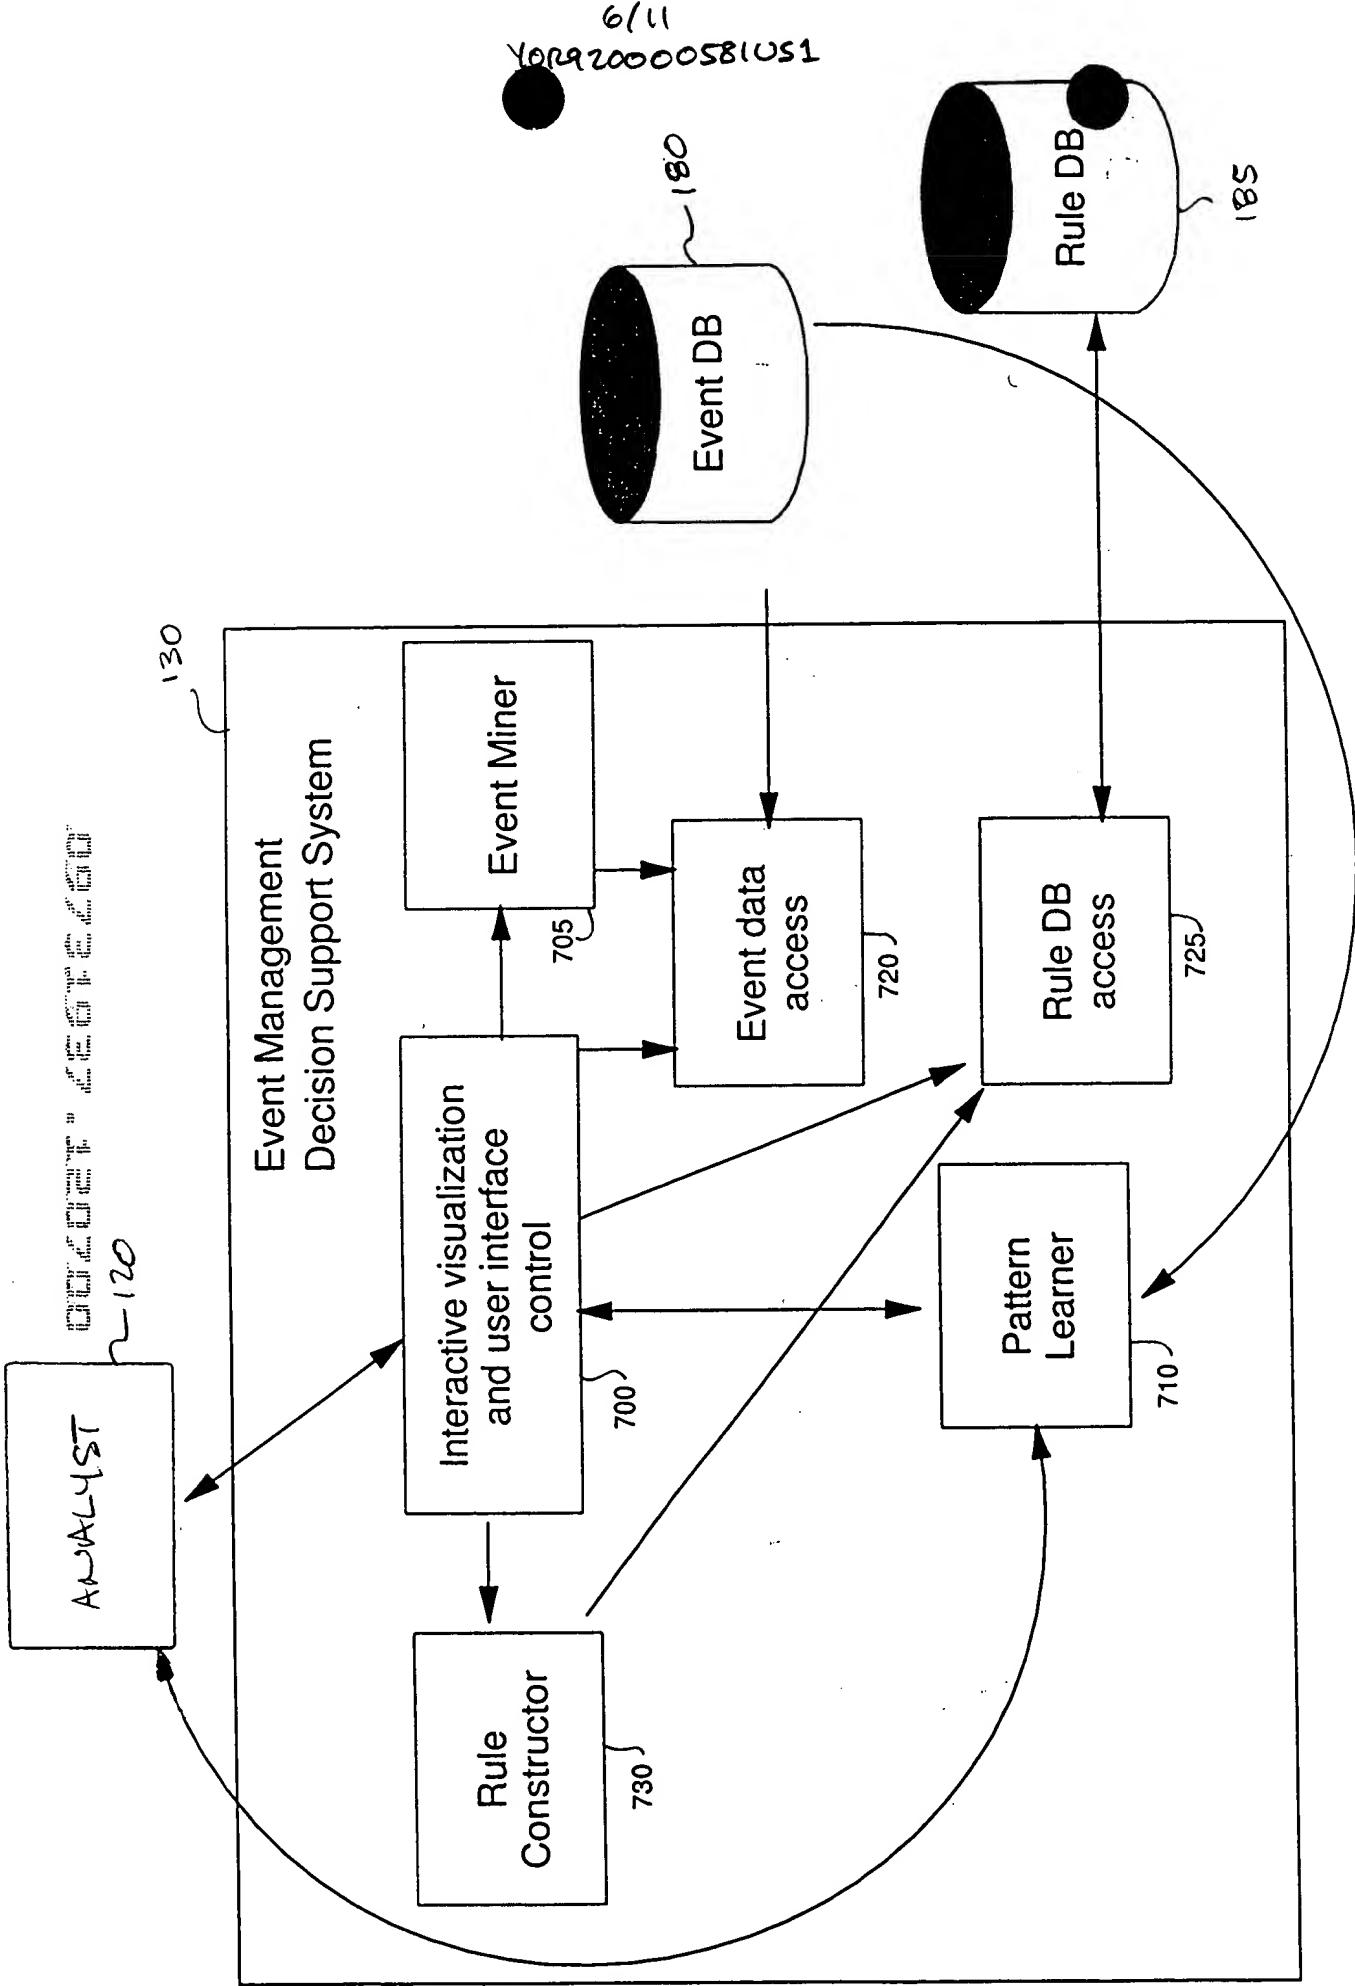 6/11
YOR920000581US1
ANALYST
120
130
Event Management
Decision Support System
Rule
Constructor
730
Interactive visualization
and user interface
control
700
Event Miner
705
Event data
access
720
Pattern
Learner
710
Rule DB
access
725
Event DB
180
Rule DB
185